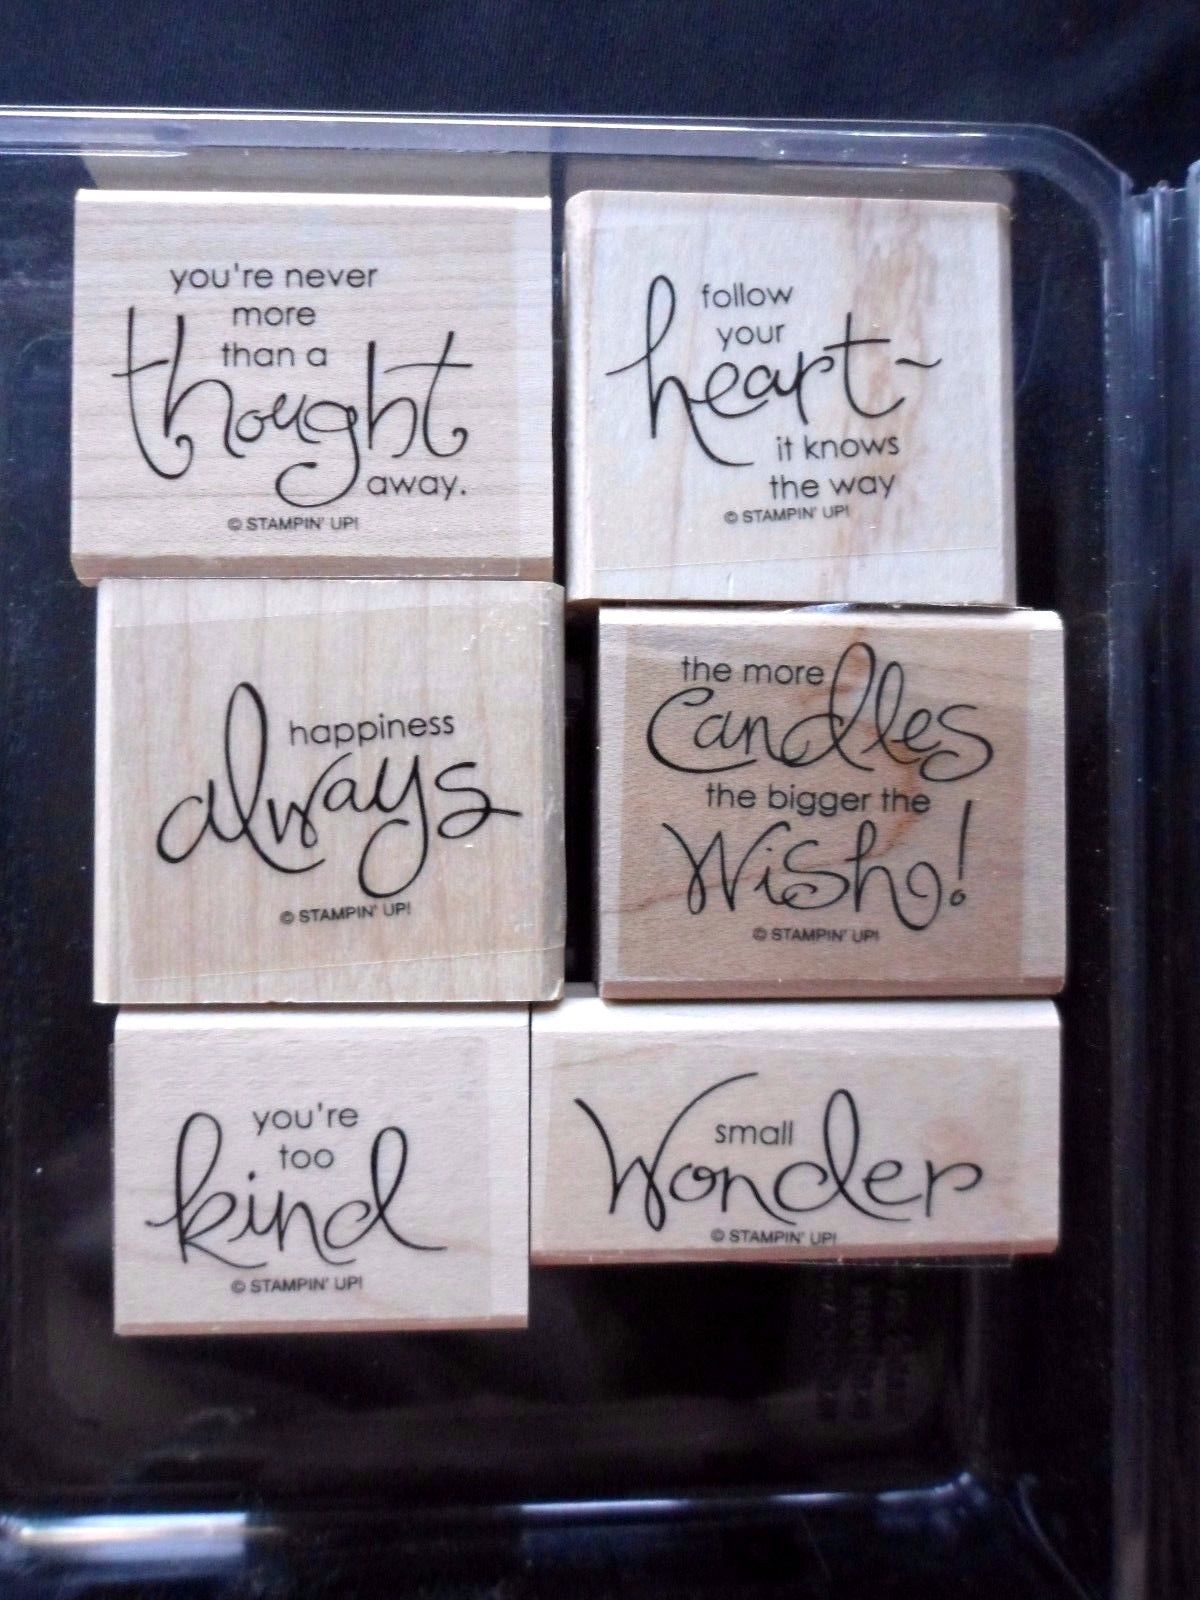 you're never
more
than a
thought
away.
© STAMPIN' UP!
follow
your
heart~
it knows
the way
© STAMPIN' UP!
happiness
always
© STAMPIN' UP!
the more
Candles
the bigger the
Wish!
© STAMPIN' UP!
you're
too
kind
© STAMPIN' UP!
small
Wonder
© STAMPIN' UP!